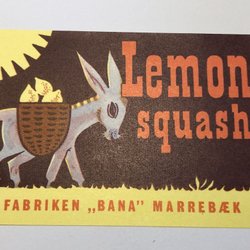 Lemon
squash
FABRIKEN „BANA" MARREBÆK